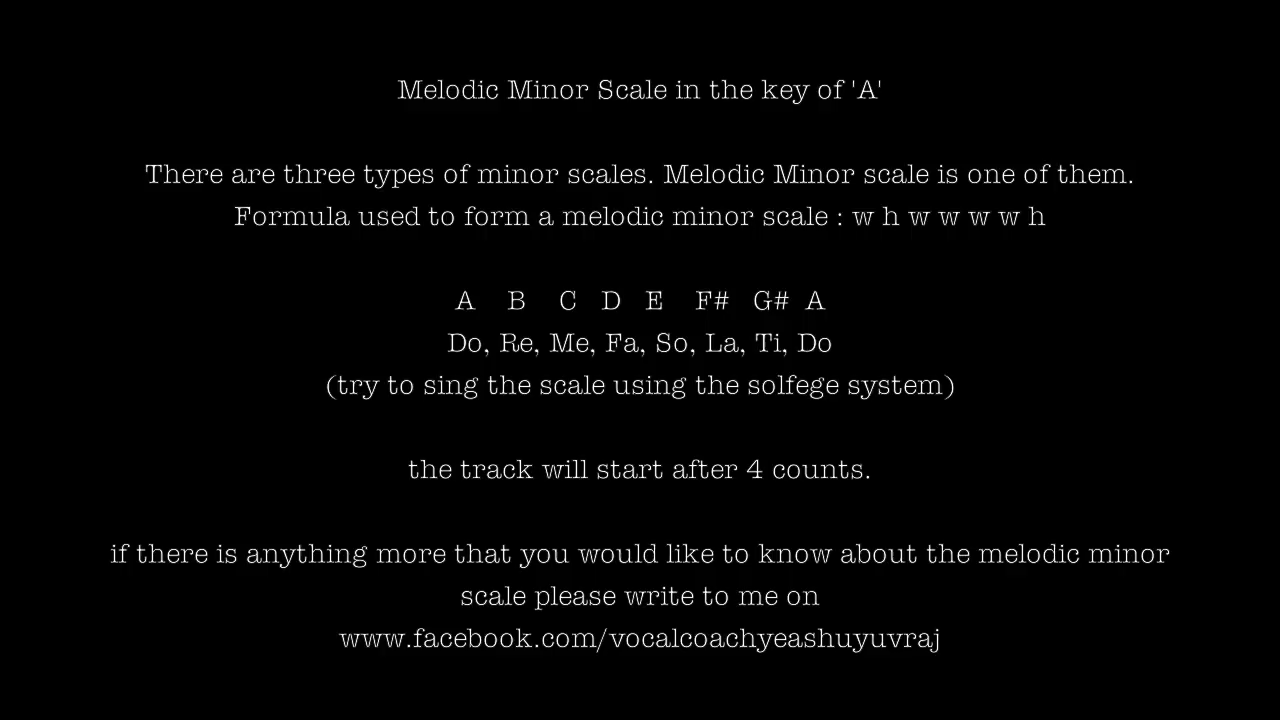 Melodic Minor Scale in the key of 'A'
There are three types of minor scales. Melodic Minor scale is one of them.
Formula used to form a melodic minor scale : w h w w w w h
A B C D E F# G# A
Do, Re, Me, Fa, So, La, Ti, Do
(try to sing the scale using the solfege system)
the track will start after 4 counts.
if there is anything more that you would like to know about the melodic minor
scale please write to me on
www.facebook.com/vocalcoachyeashuyuvraj